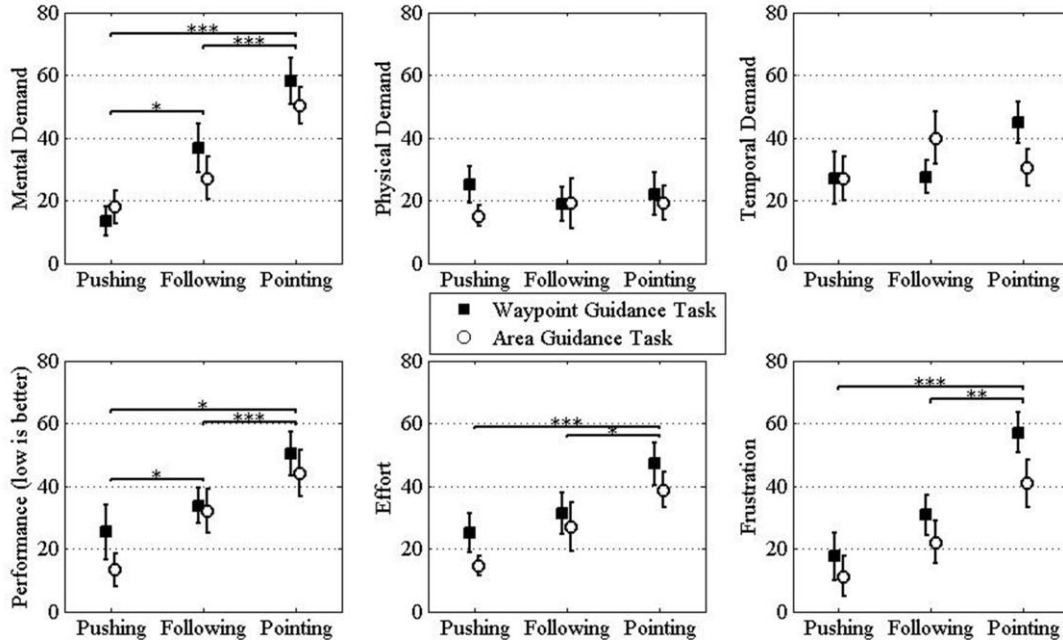 Mental Demand
80
60
40
20
0
***
***
*
Pushing Following Pointing
Physical Demand
80
60
40
20
0
Pushing Following Pointing
Temporal Demand
80
60
40
20
0
Pushing Following Pointing
Waypoint Guidance Task
Area Guidance Task
Performance (low is better)
80
60
40
20
0
*
***
*
Pushing Following Pointing
Effort
80
60
40
20
0
***
*
Pushing Following Pointing
Frustration
80
60
40
20
0
***
**
Pushing Following Pointing